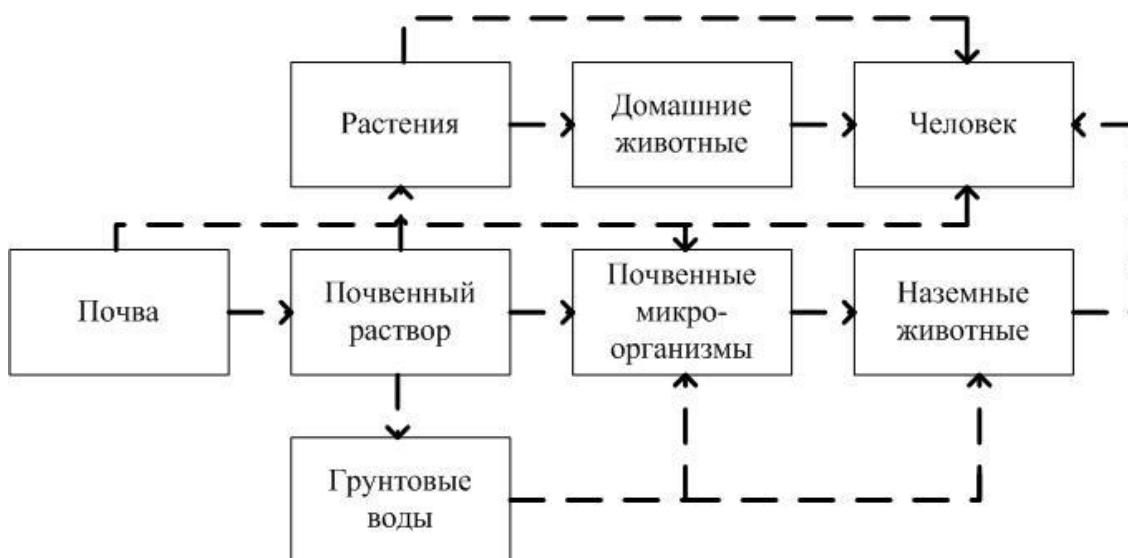 Растения
Домашние
животные
Человек
Почва
Почвенный
раствор
Почвенные
микро-
организмы
Наземные
животные
Грунтовые
воды